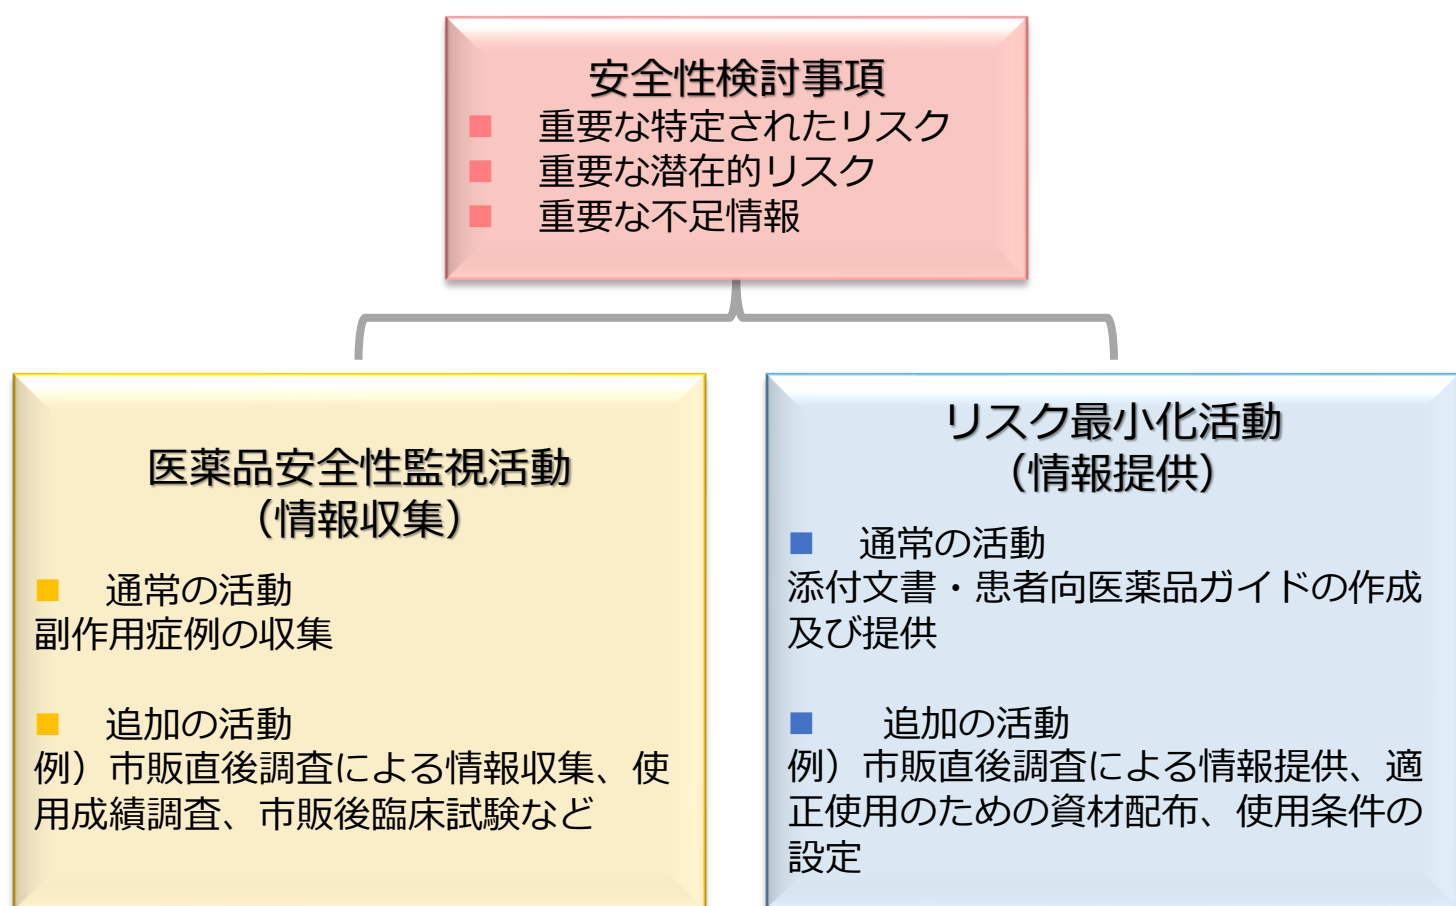 安全性検討事項
■ 重要な特定されたリスク
■ 重要な潜在的リスク
■ 重要な不足情報
医薬品安全性監視活動
（情報収集）
■ 通常の活動
副作用症例の収集
■ 追加の活動
例）市販直後調査による情報収集、使
用成績調査、市販後臨床試験など
リスク最小化活動
（情報提供）
■ 通常の活動
添付文書・患者向医薬品ガイドの作成
及び提供
■ 追加の活動
例）市販直後調査による情報提供、適
正使用のための資材配布、使用条件の
設定